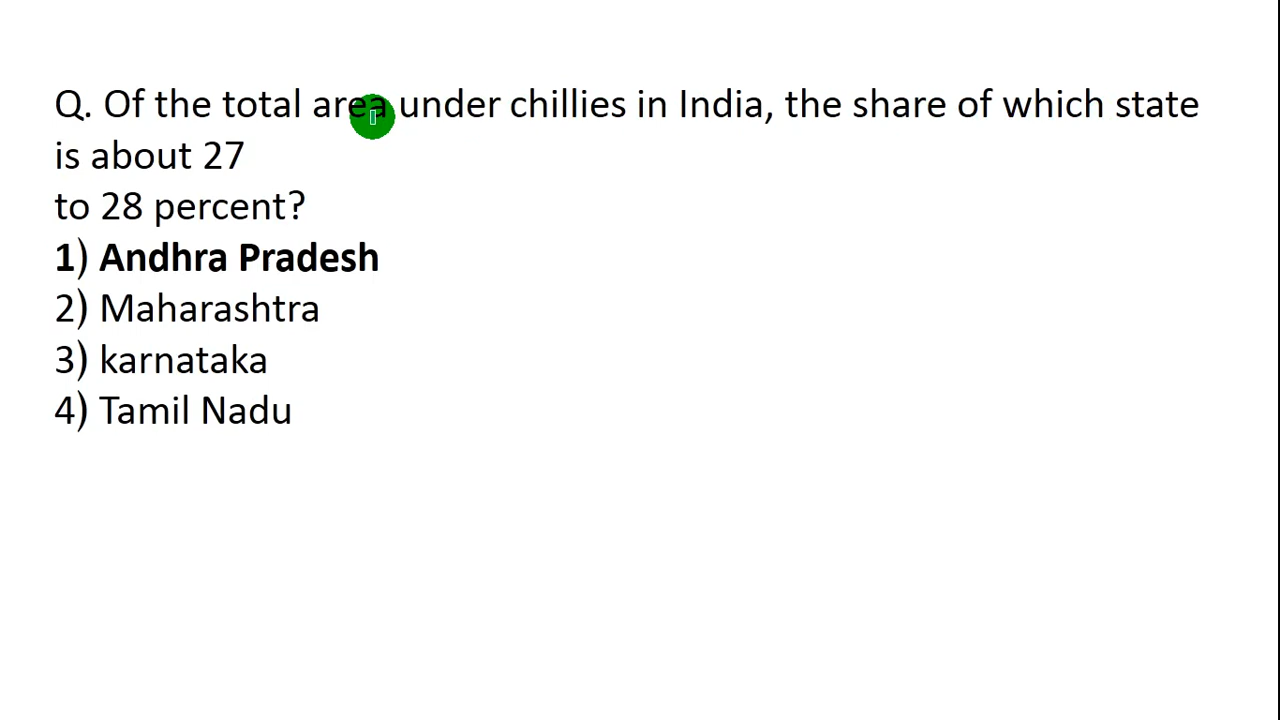 Q. Of the total area under chillies in India, the share of which state
is about 27
to 28 percent?
1) Andhra Pradesh
2) Maharashtra
3) karnataka
4) Tamil Nadu